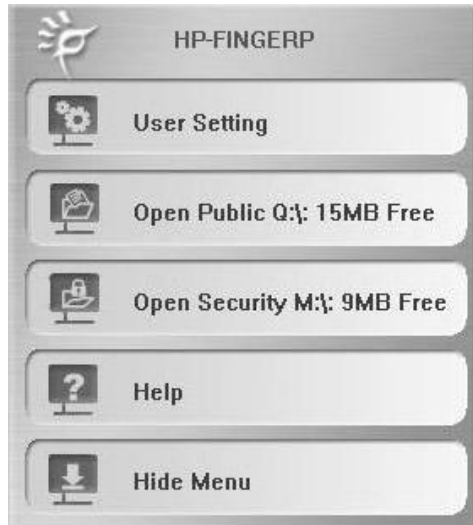 HP-FINGERP
User Setting
Open Public Q:\: 15MB Free
Open Security M:\: 9MB Free
?
Help
Hide Menu